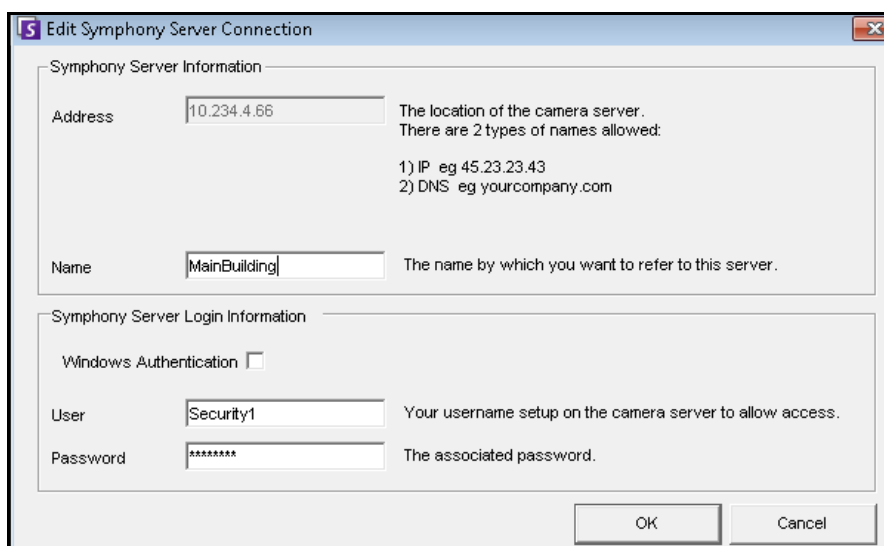 Edit Symphony Server Connection
Symphony Server Information
Address
10.234.4.66
The location of the camera server.
There are 2 types of names allowed:
1) IP eg 45.23.23.43
2) DNS eg yourcompany.com
Name
MainBuilding
The name by which you want to refer to this server.
Symphony Server Login Information
Windows Authentication
User
Security1
Your username setup on the camera server to allow access.
Password
********
The associated password.
OK
Cancel